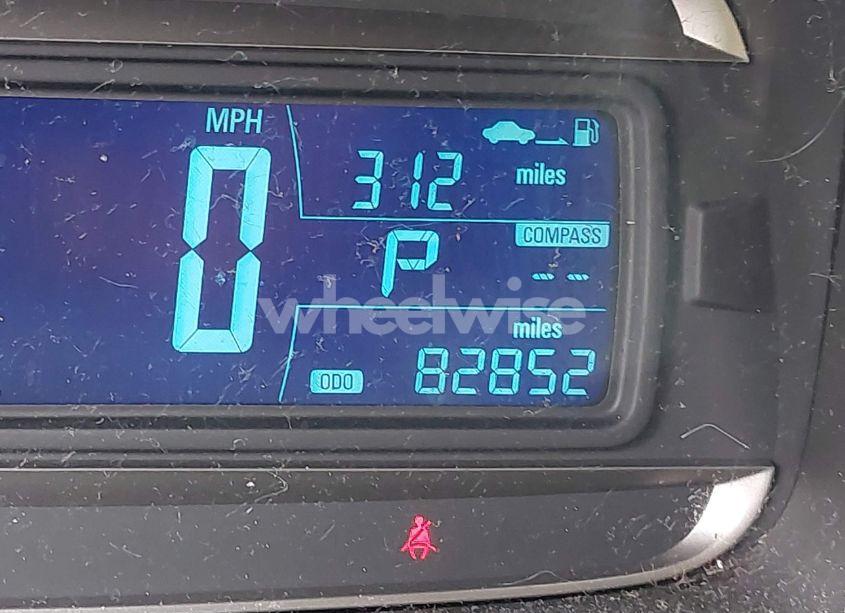 MPH
0
312 miles
P
COMPASS
-- --
wheelwise
miles
ODO 82852